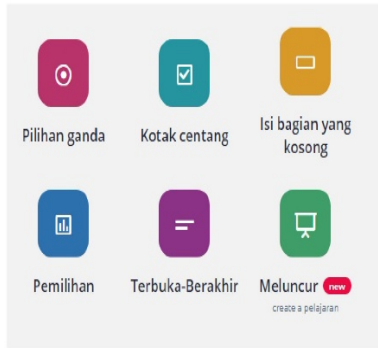 Pilihan ganda
Kotak centang
Isi bagian yang
kosong
Pemilihan
Terbuka-Berakhir
Meluncur new
create a pelajaran